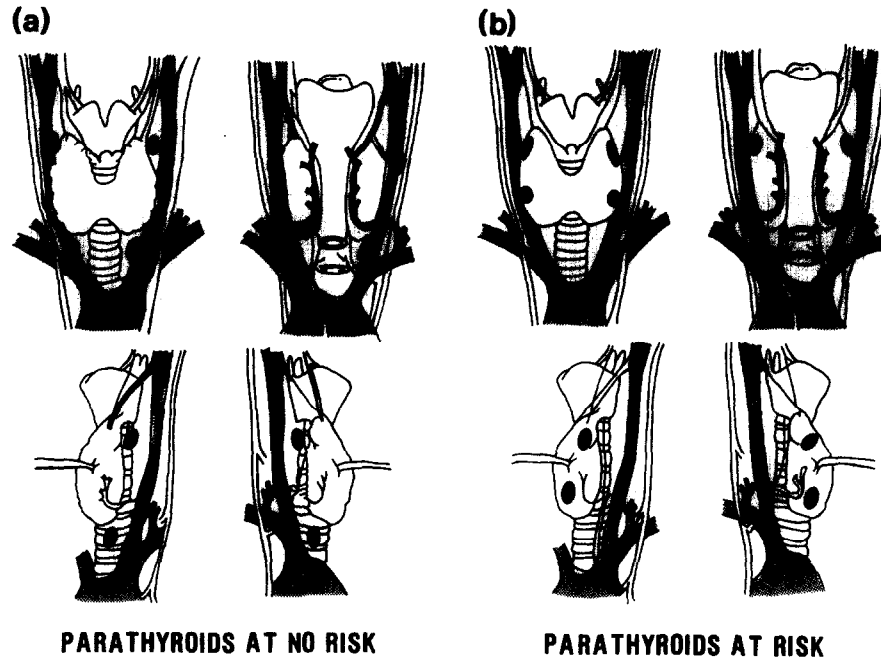 (a)
(b)
PARATHYROIDS AT NO RISK
PARATHYROIDS AT RISK